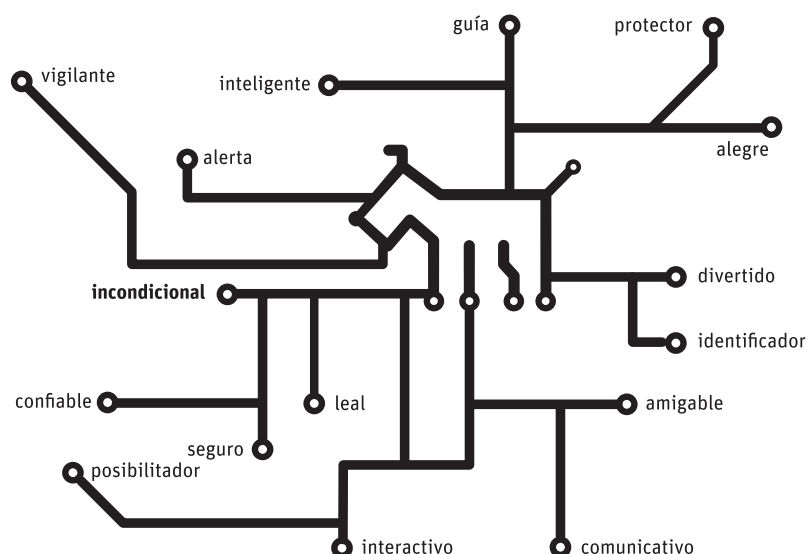 guía
protector
vigilante
inteligente
alegre
alerta
divertido
incondicional
identificador
confiable
leal
amigable
seguro
posibilitador
interactivo
comunicativo